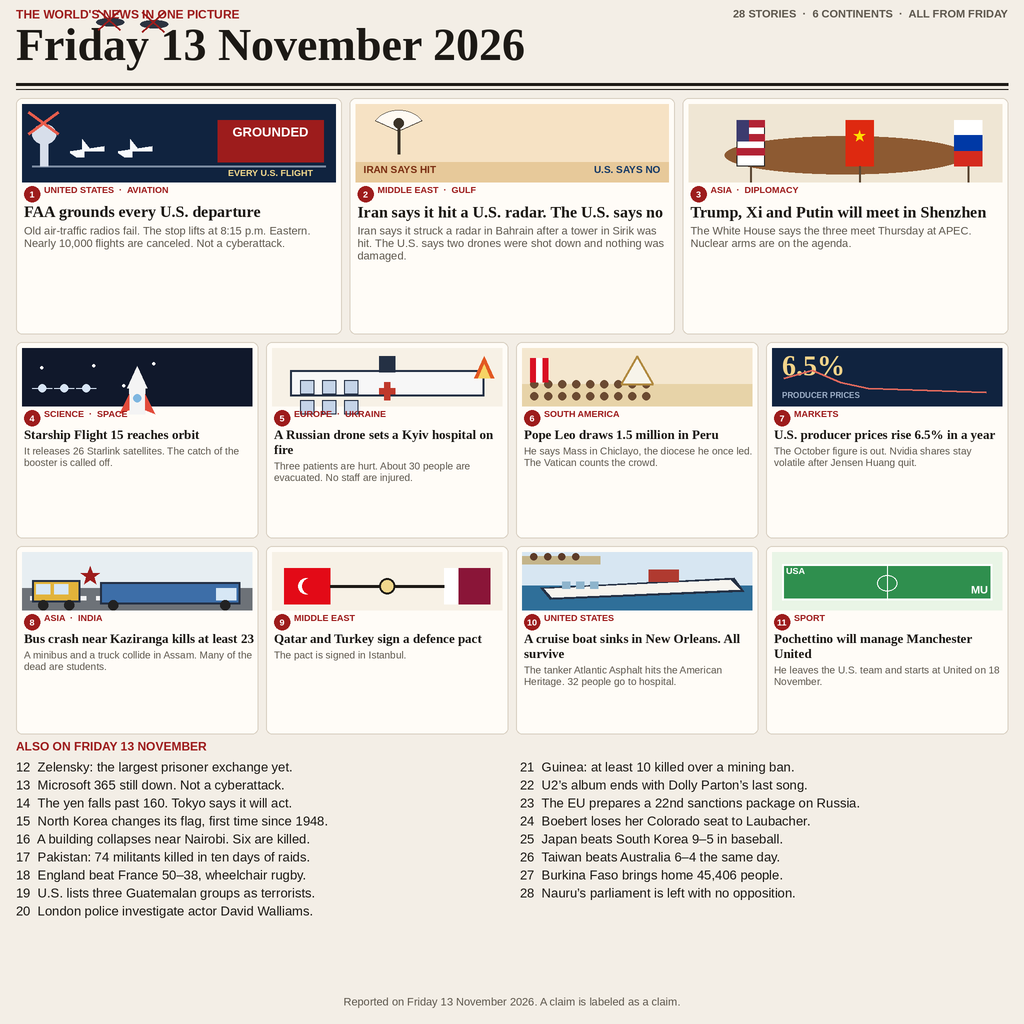 THE WORLD'S NEWS IN ONE PICTURE
28 STORIES · 6 CONTINENTS · ALL FROM FRIDAY
Friday 13 November 2026
GROUNDED
EVERY U.S. FLIGHT
1 UNITED STATES · AVIATION
FAA grounds every U.S. departure
Old air-traffic radios fail. The stop lifts at 8:15 p.m. Eastern.
Nearly 10,000 flights are canceled. Not a cyberattack.
IRAN SAYS HIT
U.S. SAYS NO
2 MIDDLE EAST · GULF
Iran says it hit a U.S. radar. The U.S. says no
Iran says it struck a radar in Bahrain after a tower in Sirik was
hit. The U.S. says two drones were shot down and nothing was
damaged.
3 ASIA · DIPLOMACY
Trump, Xi and Putin will meet in Shenzhen
The White House says the three meet Thursday at APEC.
Nuclear arms are on the agenda.
4 SCIENCE · SPACE
Starship Flight 15 reaches orbit
It releases 26 Starlink satellites. The catch of the
booster is called off.
5 EUROPE · UKRAINE
A Russian drone sets a Kyiv hospital on
fire
Three patients are hurt. About 30 people are
evacuated. No staff are injured.
6 SOUTH AMERICA
Pope Leo draws 1.5 million in Peru
He says Mass in Chiclayo, the diocese he once led.
The Vatican counts the crowd.
6.5%
PRODUCER PRICES
7 MARKETS
U.S. producer prices rise 6.5% in a year
The October figure is out. Nvidia shares stay
volatile after Jensen Huang quit.
8 ASIA · INDIA
Bus crash near Kaziranga kills at least 23
A minibus and a truck collide in Assam. Many of the
dead are students.
9 MIDDLE EAST
Qatar and Turkey sign a defence pact
The pact is signed in Istanbul.
10 UNITED STATES
A cruise boat sinks in New Orleans. All
survive
The tanker Atlantic Asphalt hits the American
Heritage. 32 people go to hospital.
USA
MU
11 SPORT
Pochettino will manage Manchester
United
He leaves the U.S. team and starts at United on 18
November.
ALSO ON FRIDAY 13 NOVEMBER
12 Zelensky: the largest prisoner exchange yet.
13 Microsoft 365 still down. Not a cyberattack.
14 The yen falls past 160. Tokyo says it will act.
15 North Korea changes its flag, first time since 1948.
16 A building collapses near Nairobi. Six are killed.
17 Pakistan: 74 militants killed in ten days of raids.
18 England beat France 50–38, wheelchair rugby.
19 U.S. lists three Guatemalan groups as terrorists.
20 London police investigate actor David Walliams.
21 Guinea: at least 10 killed over a mining ban.
22 U2’s album ends with Dolly Parton’s last song.
23 The EU prepares a 22nd sanctions package on Russia.
24 Boebert loses her Colorado seat to Laubacher.
25 Japan beats South Korea 9–5 in baseball.
26 Taiwan beats Australia 6–4 the same day.
27 Burkina Faso brings home 45,406 people.
28 Nauru’s parliament is left with no opposition.
Reported on Friday 13 November 2026. A claim is labeled as a claim.